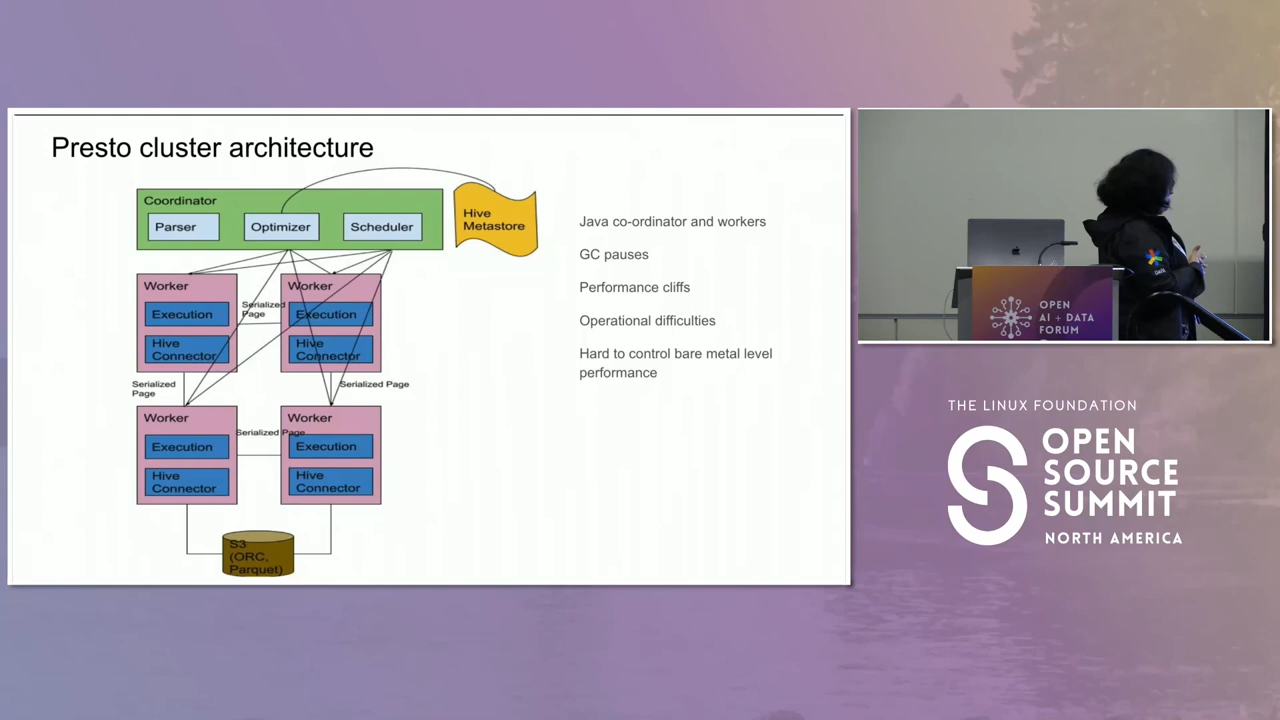 Presto cluster architecture
Coordinator
Parser
Optimizer
Scheduler
Hive
Metastore
Worker
Execution
Hive
Connector
Serialized
Page
Worker
Execution
Hive
Connector
Serialized
Page
Serialized Page
Worker
Execution
Hive
Connector
Serialized Page
Worker
Execution
Hive
Connector
S3
(ORC,
Parquet)
Java co-ordinator and workers
GC pauses
Performance cliffs
Operational difficulties
Hard to control bare metal level
performance
OPEN
AI + DATA
FORUM
THE LINUX FOUNDATION
OPEN
SOURCE
SUMMIT
NORTH AMERICA